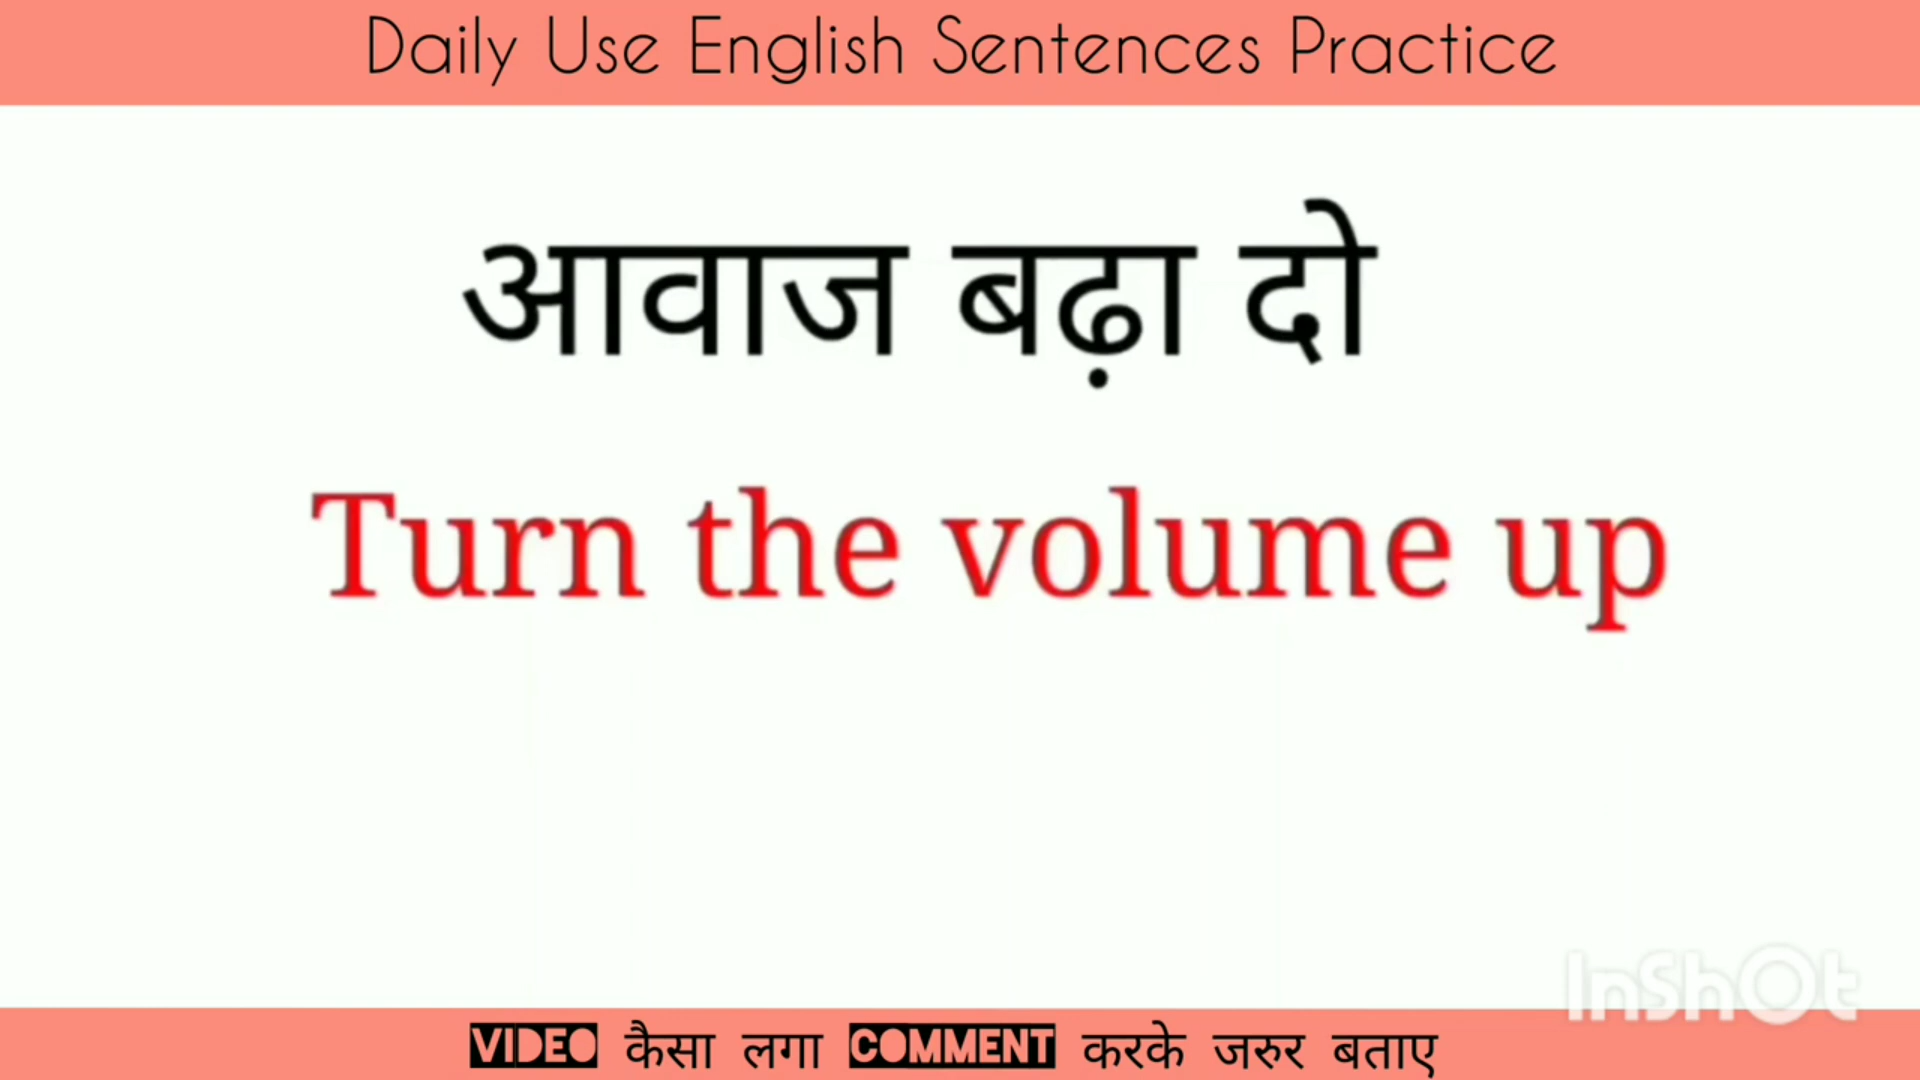 Daily Use English Sentences Practice
आवाज बढ़ा दो
Turn the volume up
InShOt
VIDEO कैसा लगा COMMENT करके जरुर बताए